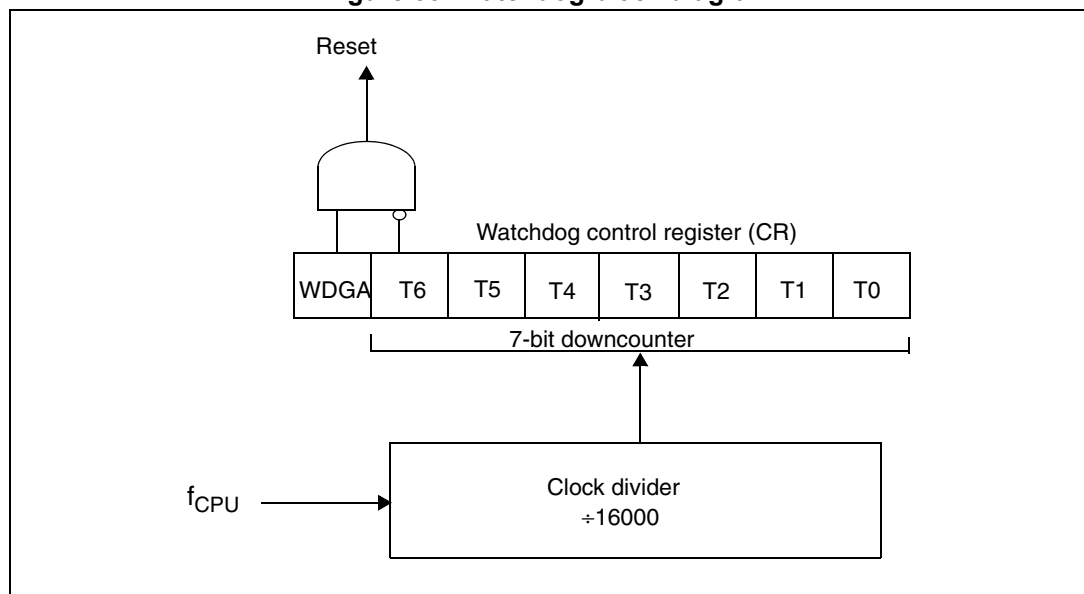 Reset
Watchdog control register (CR)
WDGA T6 T5 T4 T3 T2 T1 T0
7-bit downcounter
fCPU
Clock divider
÷16000